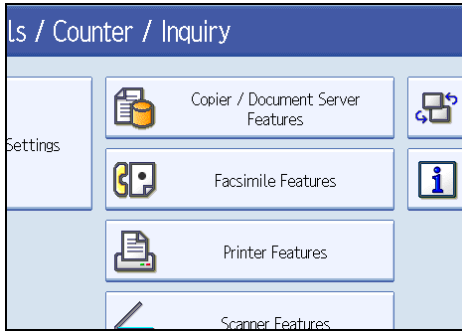 ls / Counter / Inquiry
Copier / Document Server
Features
Settings
Facsimile Features
Printer Features
Scanner Features